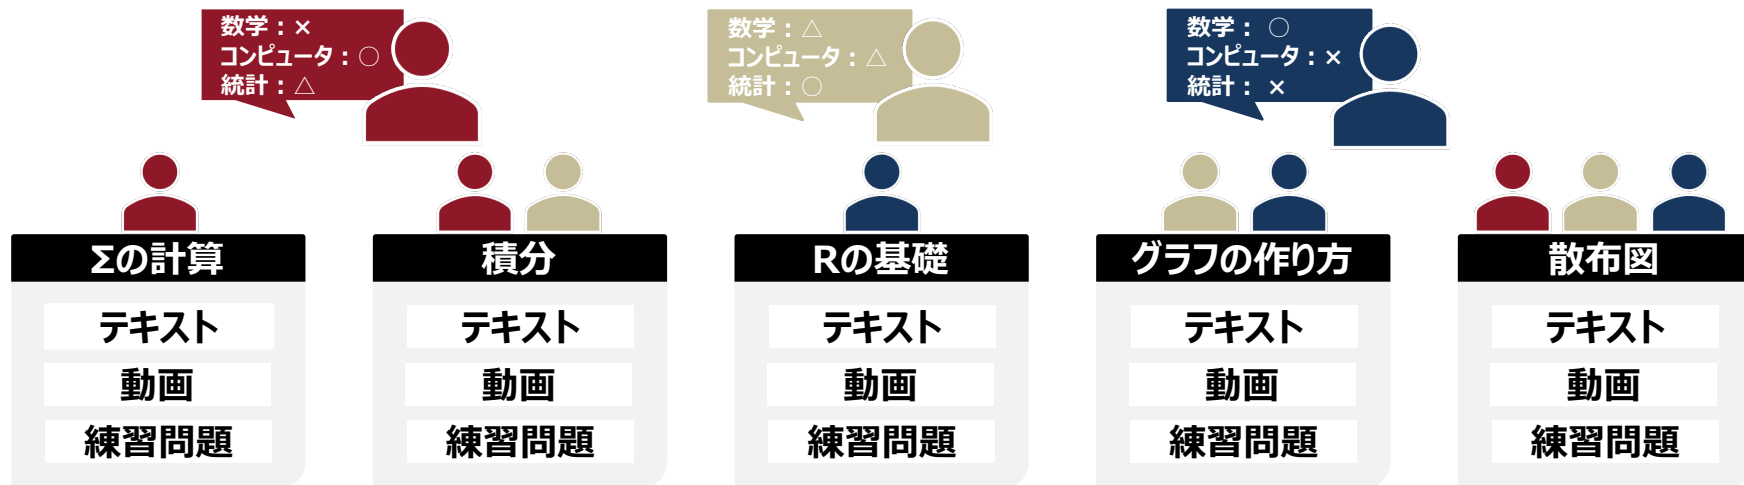 数学：×
コンピュータ：○
統計：△
数学：△
コンピュータ：△
統計：○
数学： ○
コンピュータ：×
統計： ×
Σの計算
テキスト
動画
練習問題
積分
テキスト
動画
練習問題
Rの基礎
テキスト
動画
練習問題
グラフの作り方
テキスト
動画
練習問題
散布図
テキスト
動画
練習問題